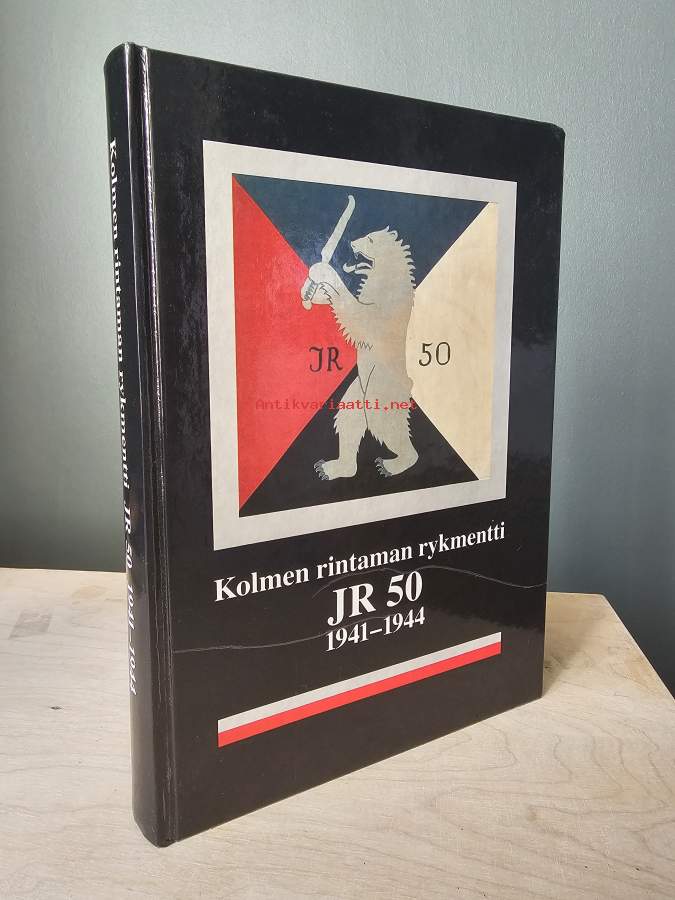 Kolmen rintaman rykmentti JR 50 1941–1944
JR 50
Antikvariaatti.net
Kolmen rintaman rykmentti
JR 50
1941–1944